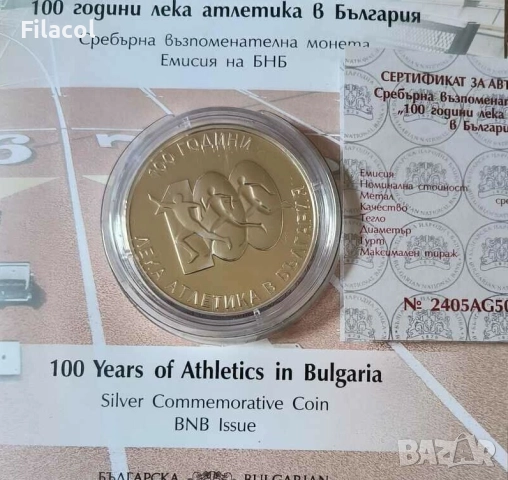 Filacol
100 години лека атлетика в България
Сребърна възпоменателна монета
Емисия на БНБ
СЕРТИФИКАТ ЗА АВТ
Сребърна възпоменат
„100 години лека
в България
Емисия
Номинална стойност
Метал
Качество
Тегло
Диаметър
Гурт
Максимален тираж
сре
№ 2405AG50
100 ГОДИНИ
ЛЕКА АТЛЕТИКА В БЪЛГАРИЯ
100 Years of Athletics in Bulgaria
Silver Commemorative Coin
BNB Issue
БЪЛГАРСКА BULGARIAN
BAZAR